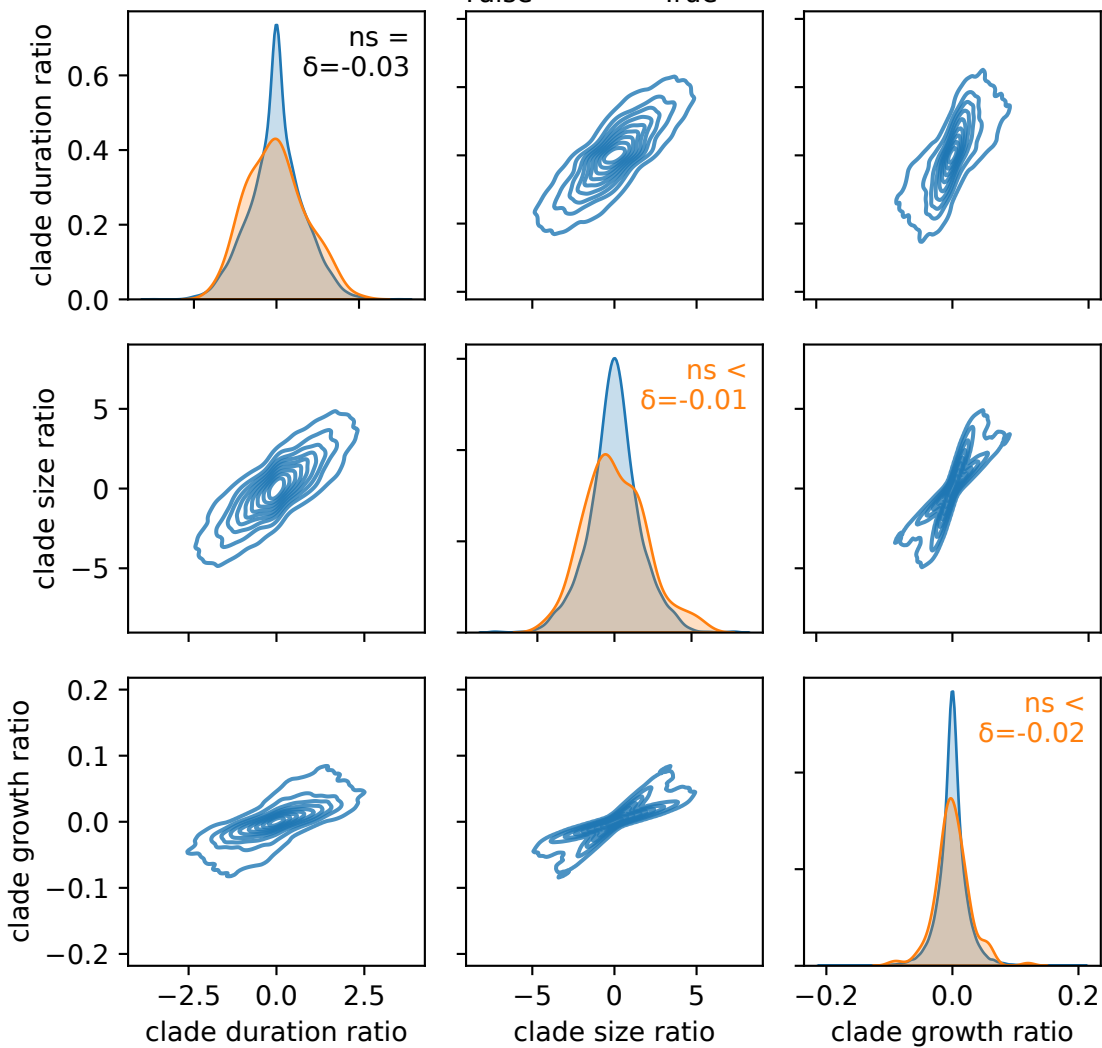 ns =
δ=-0.03
clade duration ratio
0.6
0.4
0.2
0.0
ns <
δ=-0.01
clade size ratio
5
0
−5
ns <
δ=-0.02
clade growth ratio
0.2
0.1
0.0
−0.1
−0.2
−2.5 0.0 2.5
−5 0 5
−0.2 0.0 0.2
clade duration ratio
clade size ratio
clade growth ratio